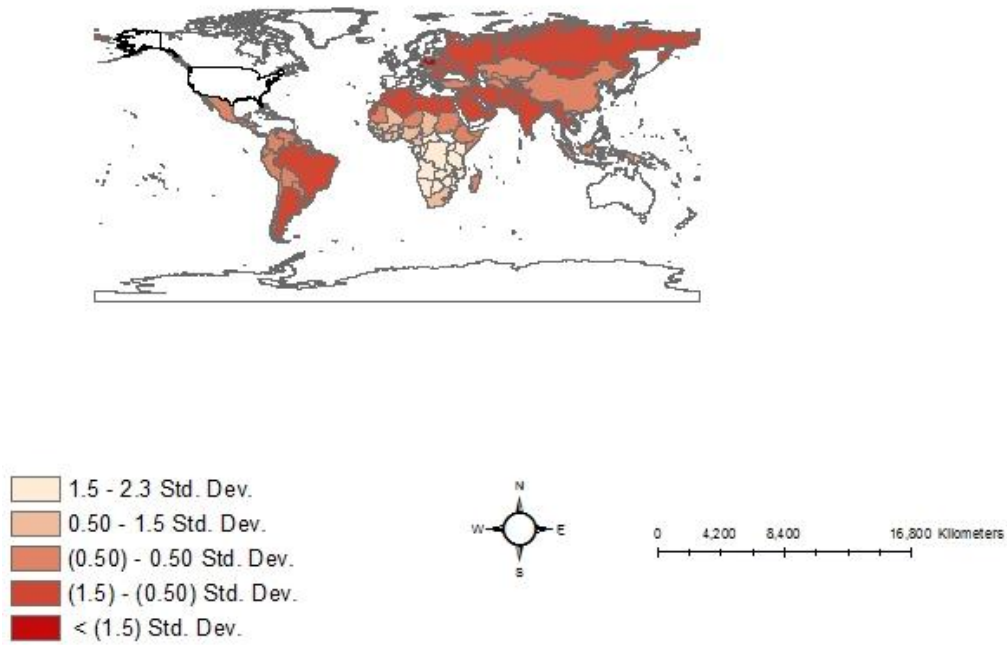 1.5 - 2.3 Std. Dev.
0.50 - 1.5 Std. Dev.
(0.50) - 0.50 Std. Dev.
(1.5) - (0.50) Std. Dev.
< (1.5) Std. Dev.
N
W E
S
0 4,200 8,400 16,800 Kilometers